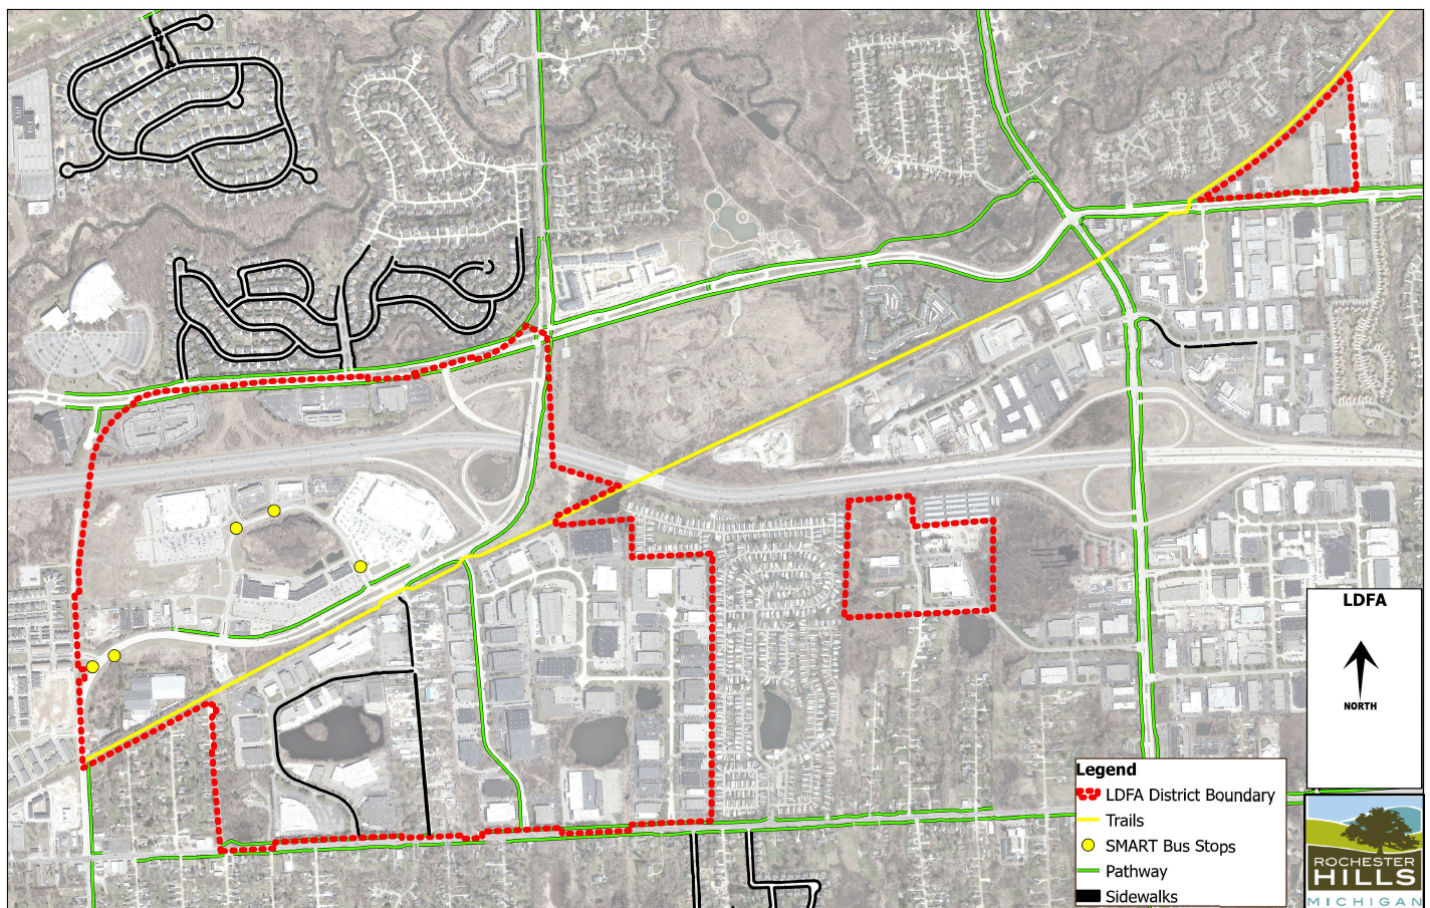 LDFA
NORTH
Legend
LDFA District Boundary
Trails
SMART Bus Stops
Pathway
Sidewalks
ROCHESTER
HILLS
MICHIGAN